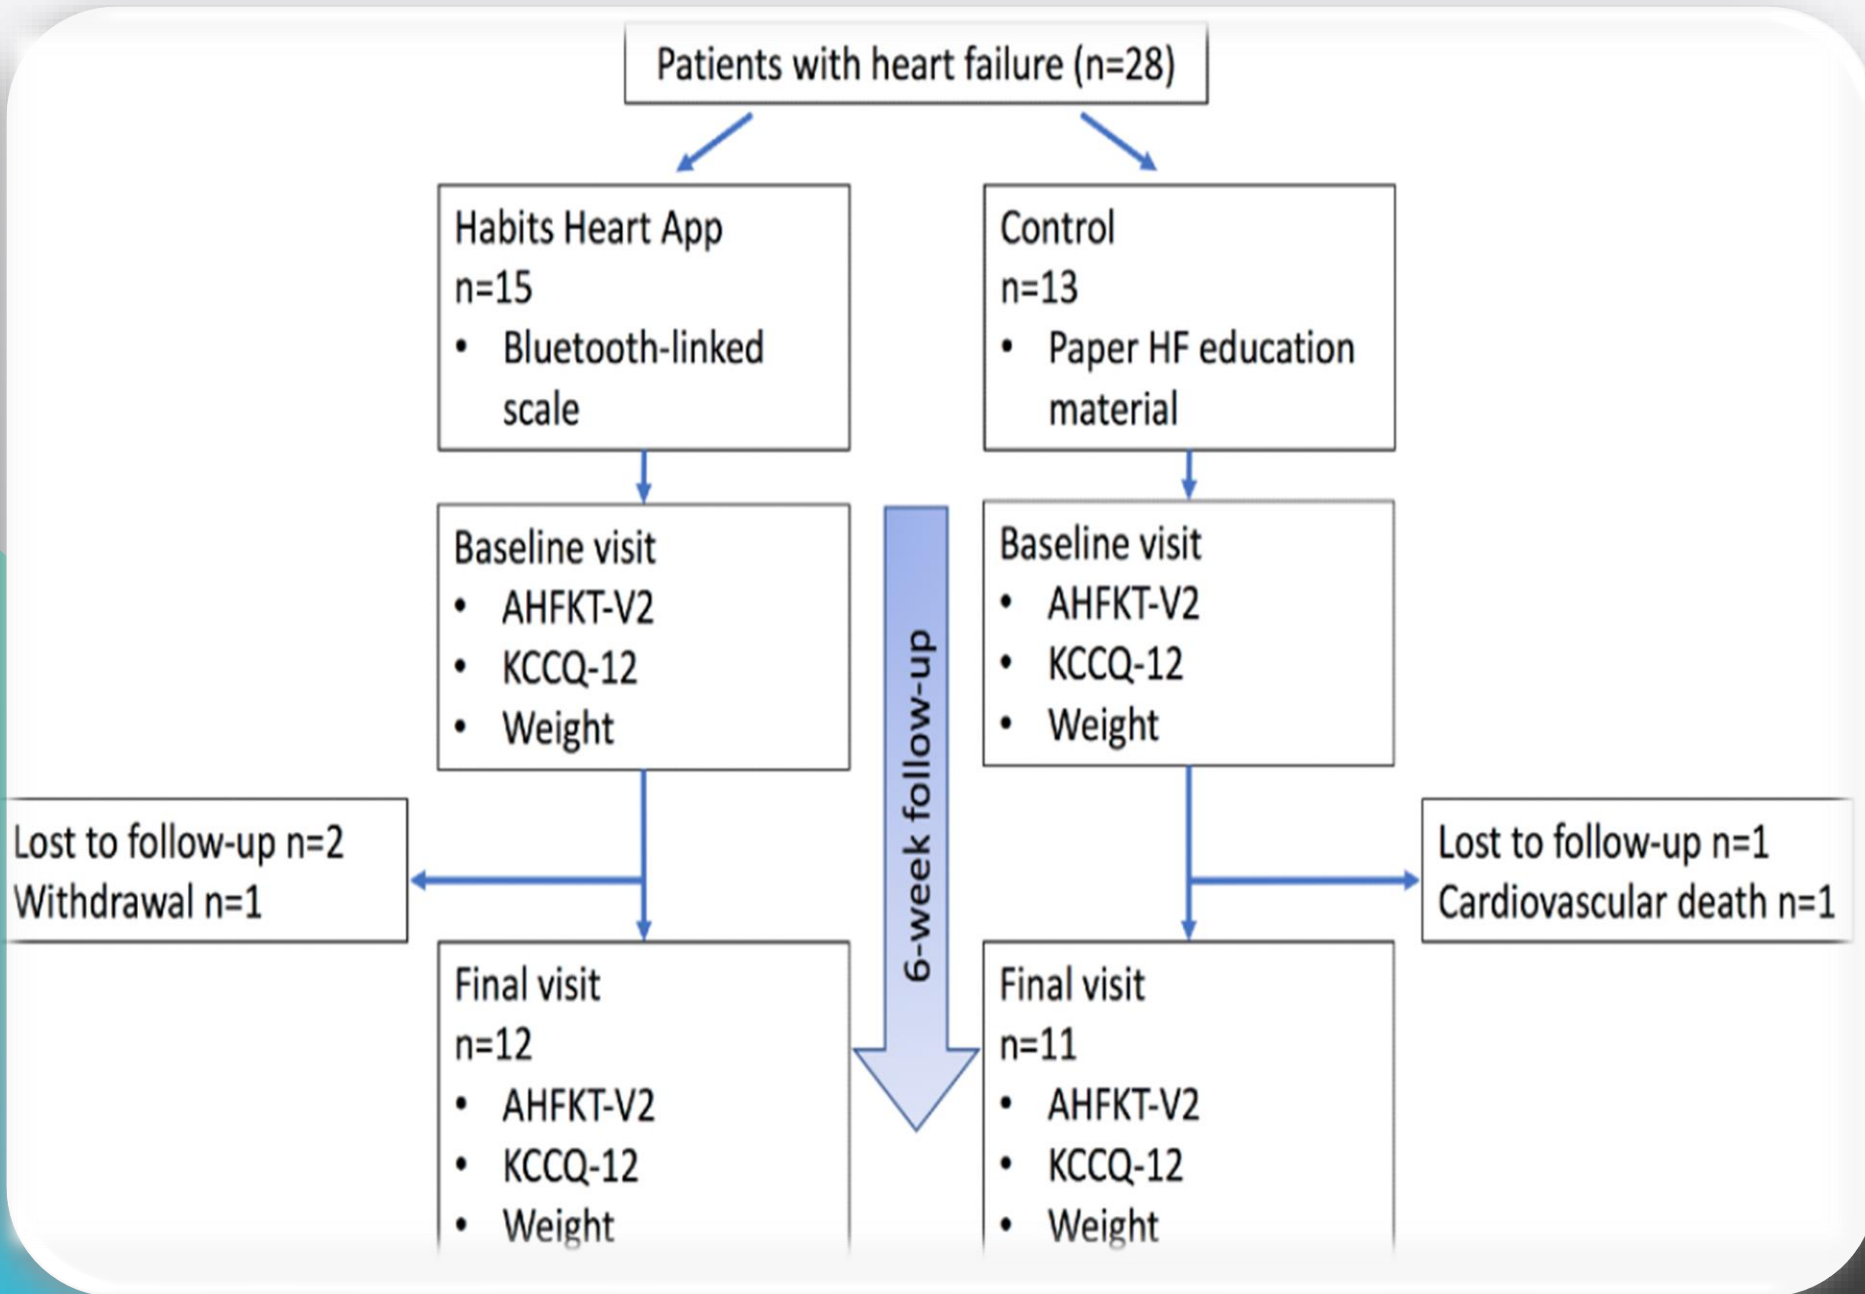 Patients with heart failure (n=28)
Habits Heart App
n=15
• Bluetooth-linked
scale
Control
n=13
• Paper HF education
material
Baseline visit
• AHFKT-V2
• KCCQ-12
• Weight
Baseline visit
• AHFKT-V2
• KCCQ-12
• Weight
6-week follow-up
Lost to follow-up n=2
Withdrawal n=1
Lost to follow-up n=1
Cardiovascular death n=1
Final visit
n=12
• AHFKT-V2
• KCCQ-12
• Weight
Final visit
n=11
• AHFKT-V2
• KCCQ-12
• Weight